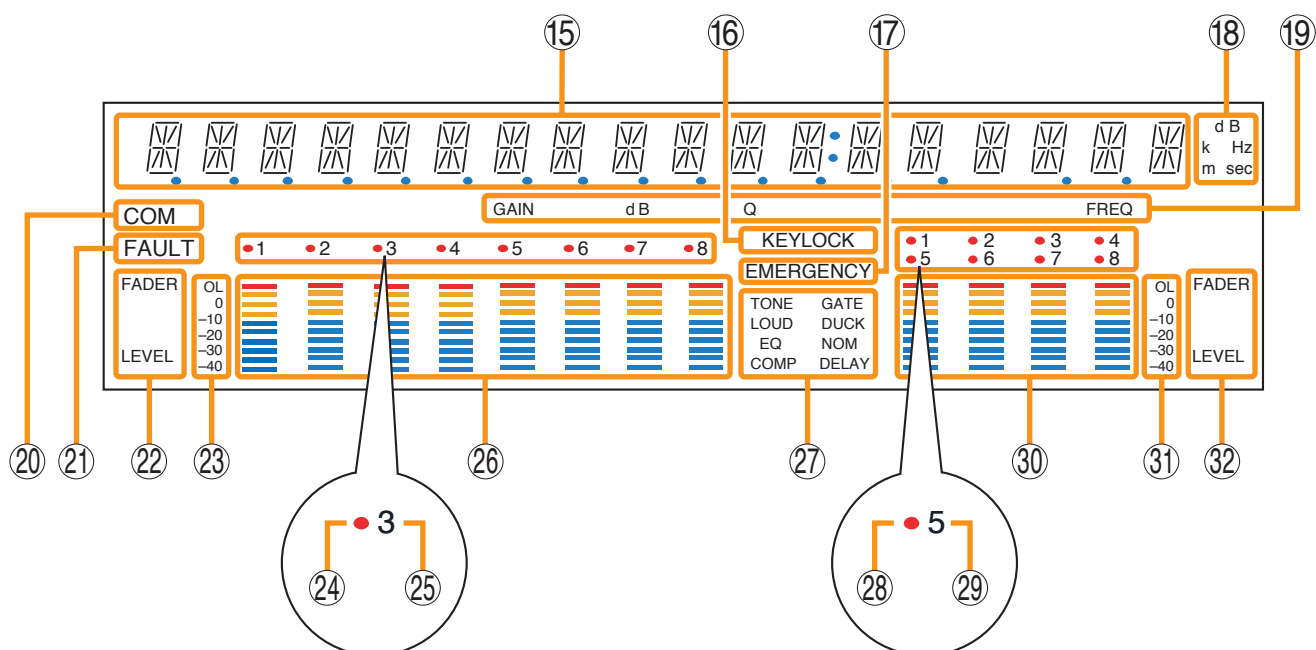 ⑮ ⑯ ⑰ ⑱ ⑲
d B
k Hz
m sec
GAIN dB Q FREQ
COM
FAULT
1 2 3 4 5 6 7 8
KEYLOCK
EMERGENCY
1 2 3 4
5 6 7 8
FADER
LEVEL
OL
0
–10
–20
–30
–40
TONE GATE
LOUD DUCK
EQ NOM
COMP DELAY
OL
0
–10
–20
–30
–40
FADER
LEVEL
⑳ ㉑ ㉒ ㉓ ㉖ ㉗ ㉚ ㉛ ㉜
3
㉔ ㉕
5
㉘ ㉙